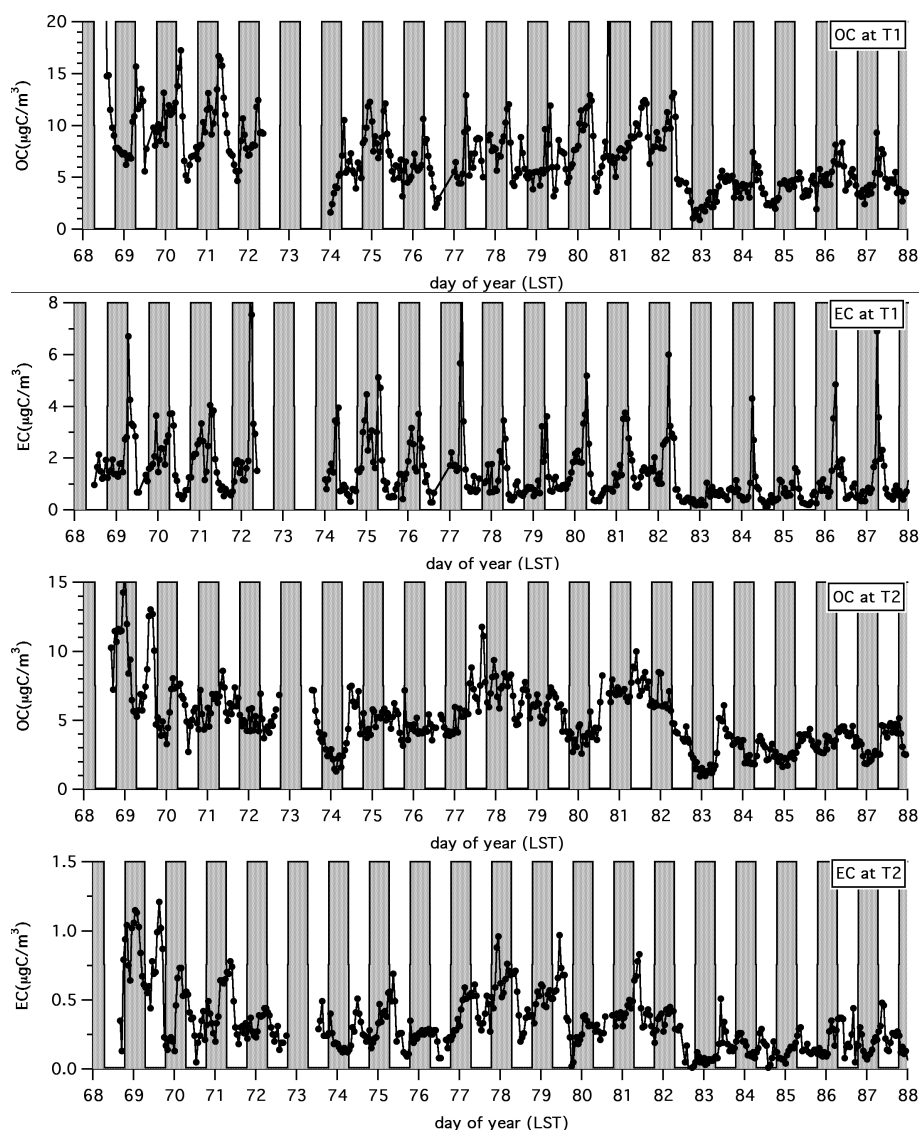 OC at T1
OC(µgC/m³)
20
15
10
5
0
68 69 70 71 72 73 74 75 76 77 78 79 80 81 82 83 84 85 86 87 88
day of year (LST)
EC at T1
EC(µgC/m³)
8
6
4
2
0
68 69 70 71 72 73 74 75 76 77 78 79 80 81 82 83 84 85 86 87 88
day of year (LST)
OC at T2
OC(µgC/m³)
15
10
5
0
68 69 70 71 72 73 74 75 76 77 78 79 80 81 82 83 84 85 86 87 88
day of year (LST)
EC at T2
EC(µgC/m³)
1.5
1.0
0.5
0.0
68 69 70 71 72 73 74 75 76 77 78 79 80 81 82 83 84 85 86 87 88
day of year (LST)